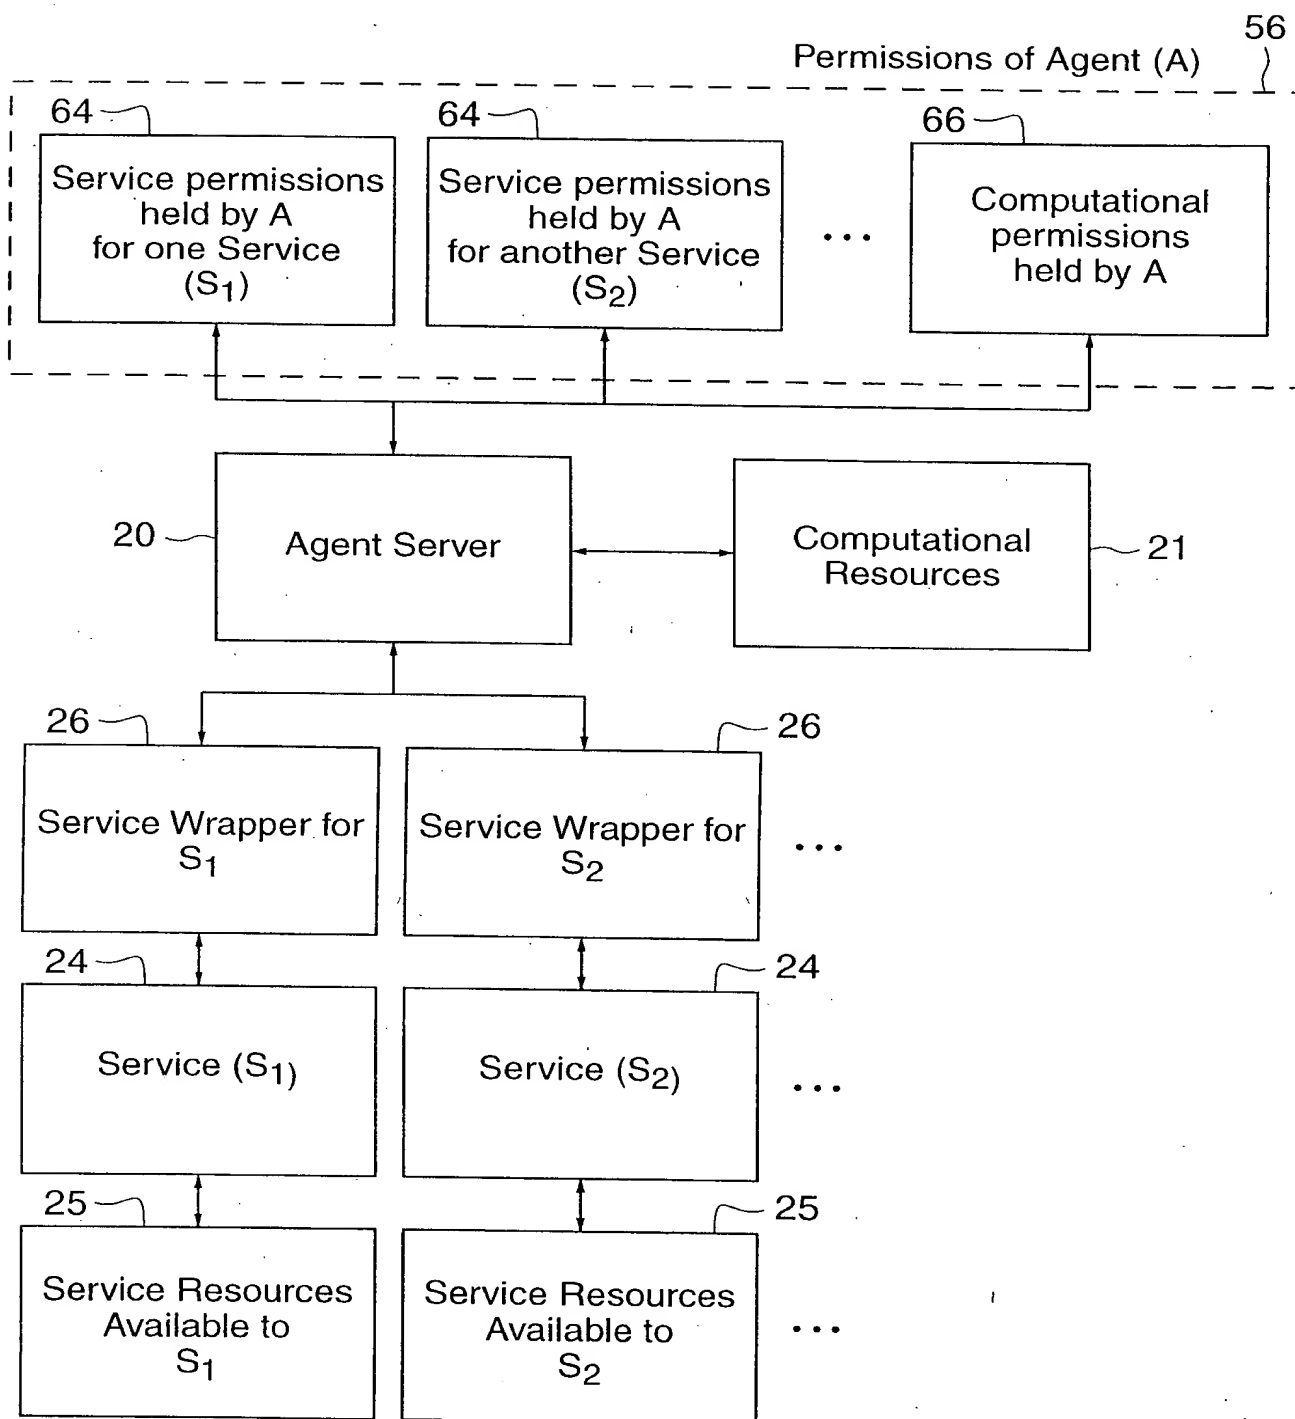 56
Permissions of Agent (A)
64
64
66
Service permissions
held by A
for one Service
(S₁)
Service permissions
held by A
for another Service
(S₂)
...
Computational
permissions
held by A
20
Agent Server
Computational
Resources
21
26
26
Service Wrapper for
S₁
Service Wrapper for
S₂
...
24
24
Service (S₁)
Service (S₂)
...
25
25
Service Resources
Available to
S₁
Service Resources
Available to
S₂
...